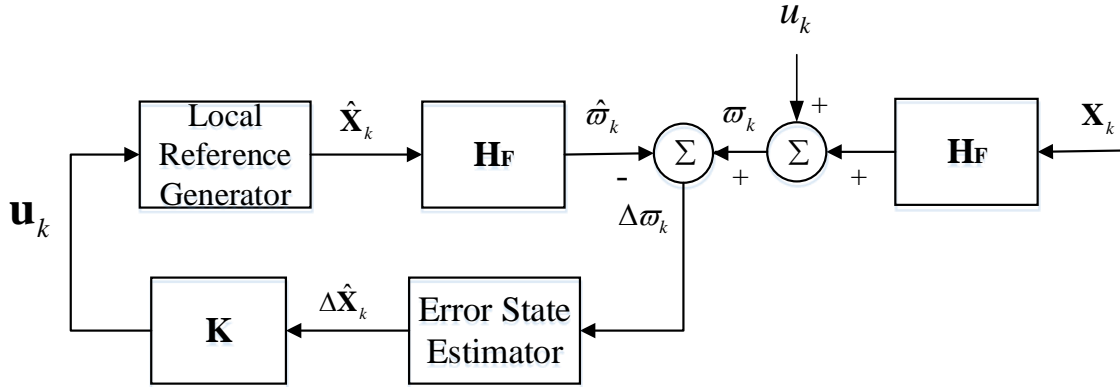 u_k
Local
Reference
Generator
X̂_k
H_F
ϖ̂_k
-
Σ
ϖ_k
+
Σ
+
+
H_F
X_k
𝐮_k
Δϖ_k
K
ΔX̂_k
Error State
Estimator